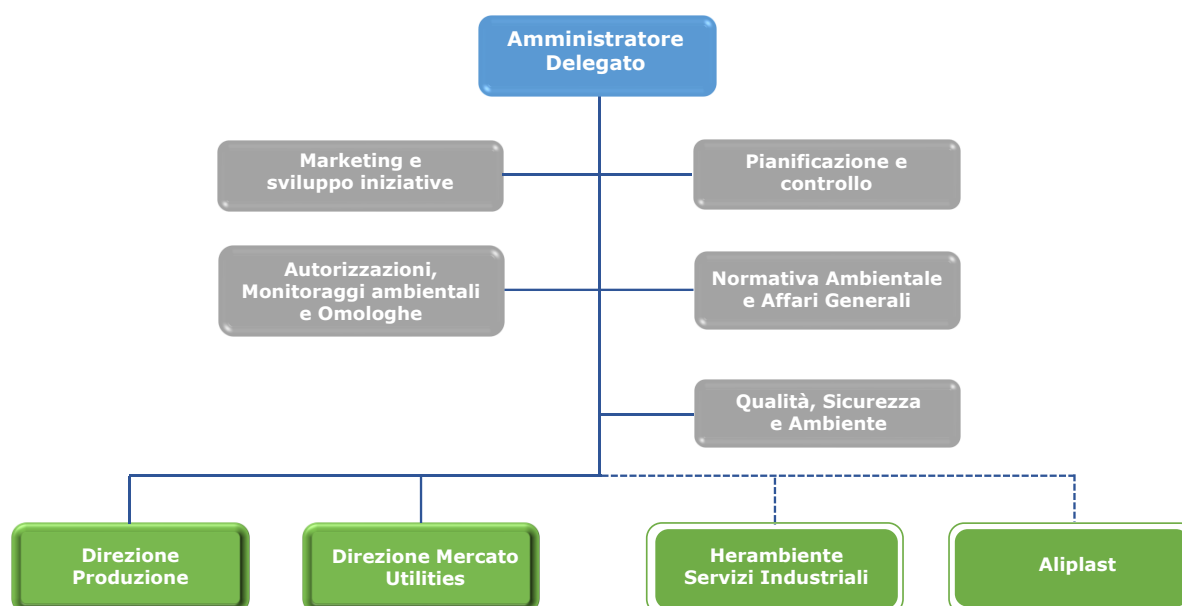 Amministratore
Delegato
Marketing e
sviluppo iniziative
Pianificazione e
controllo
Autorizzazioni,
Monitoraggi ambientali
e Omologhe
Normativa Ambientale
e Affari Generali
Qualità, Sicurezza
e Ambiente
Direzione
Produzione
Direzione Mercato
Utilities
Herambiente
Servizi Industriali
Aliplast